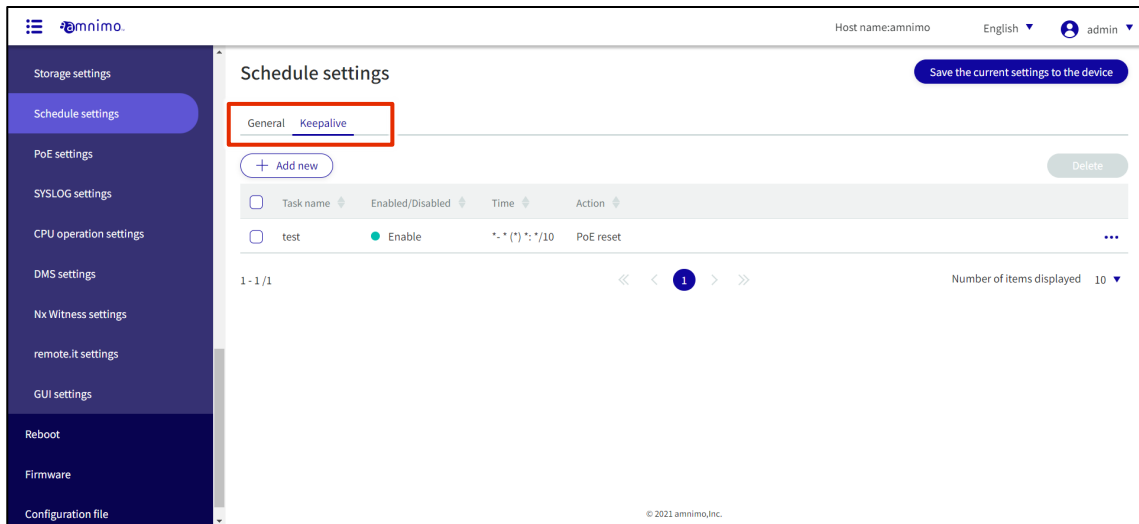 amnimo.
Host name:amnimo
English
admin
Storage settings
Schedule settings
PoE settings
SYSLOG settings
CPU operation settings
DMS settings
Nx Witness settings
remote.it settings
GUI settings
Reboot
Firmware
Configuration file
Schedule settings
Save the current settings to the device
General Keepalive
+ Add new
Delete
Task name Enabled/Disabled Time Action
test Enable *- * (*) *: */10 PoE reset
1 - 1 /1
1
Number of items displayed 10
© 2021 amnimo,Inc.